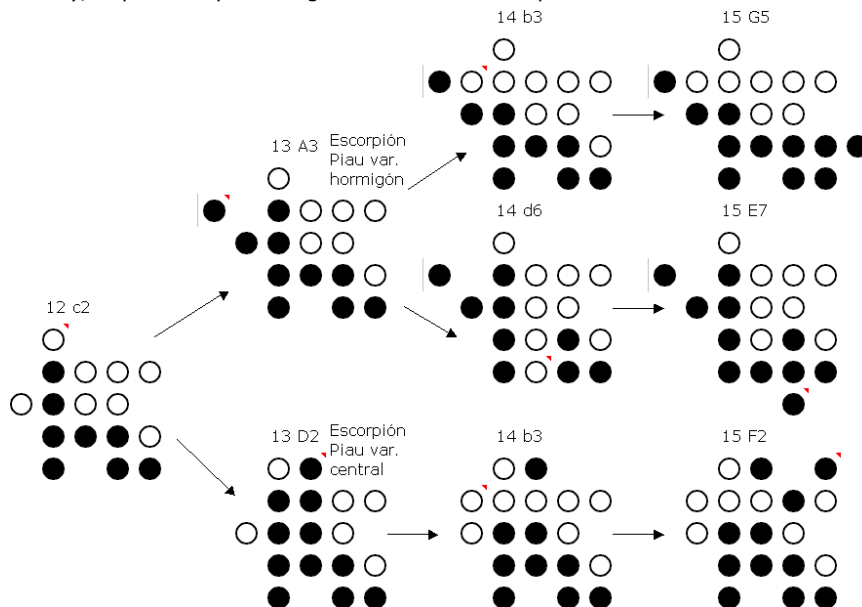 14 b3
15 G5
13 A3
Escorpión
Piau var.
hormigón
14 d6
15 E7
12 c2
13 D2
Escorpión
Piau var.
central
14 b3
15 F2